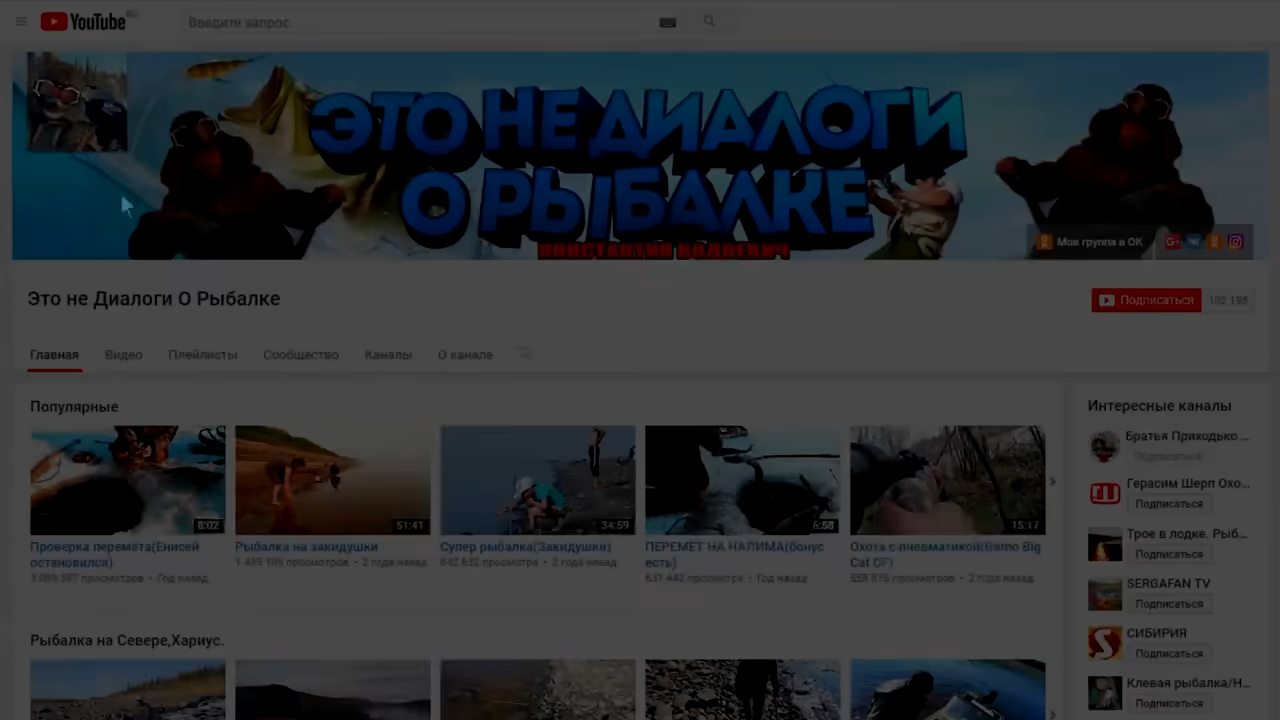 YouTube
Введите запрос
ЭТО НЕ ДИАЛОГИ
О РЫБАЛКЕ
Моя группа в ОК
Это не Диалоги О Рыбалке
Подписаться 102 198
Главная Видео Плейлисты Сообщество Каналы О канале
Популярные
8:02 51:41 34:59 6:58 15:17
Проверка перемета(Енисей остановился)
Год назад
Рыбалка на закидушки
2 года назад
Супер рыбалка(Закидушки)
2 года назад
ПЕРЕМЕТ НА НАЛИМА(бонус есть)
631 442 просмотра • Год назад
Охота с пневматикой(Gamo Big Cat CF)
2 года назад
Рыбалка на Севере,Хариус.
Интересные каналы
Братья Приходько ...
Подписаться
Герасим Шерп Охо...
Подписаться
Трое в лодке. Рыб...
Подписаться
SERGAFAN TV
Подписаться
СИБИРИЯ
Подписаться
Клевая рыбалка/Н...
Подписаться